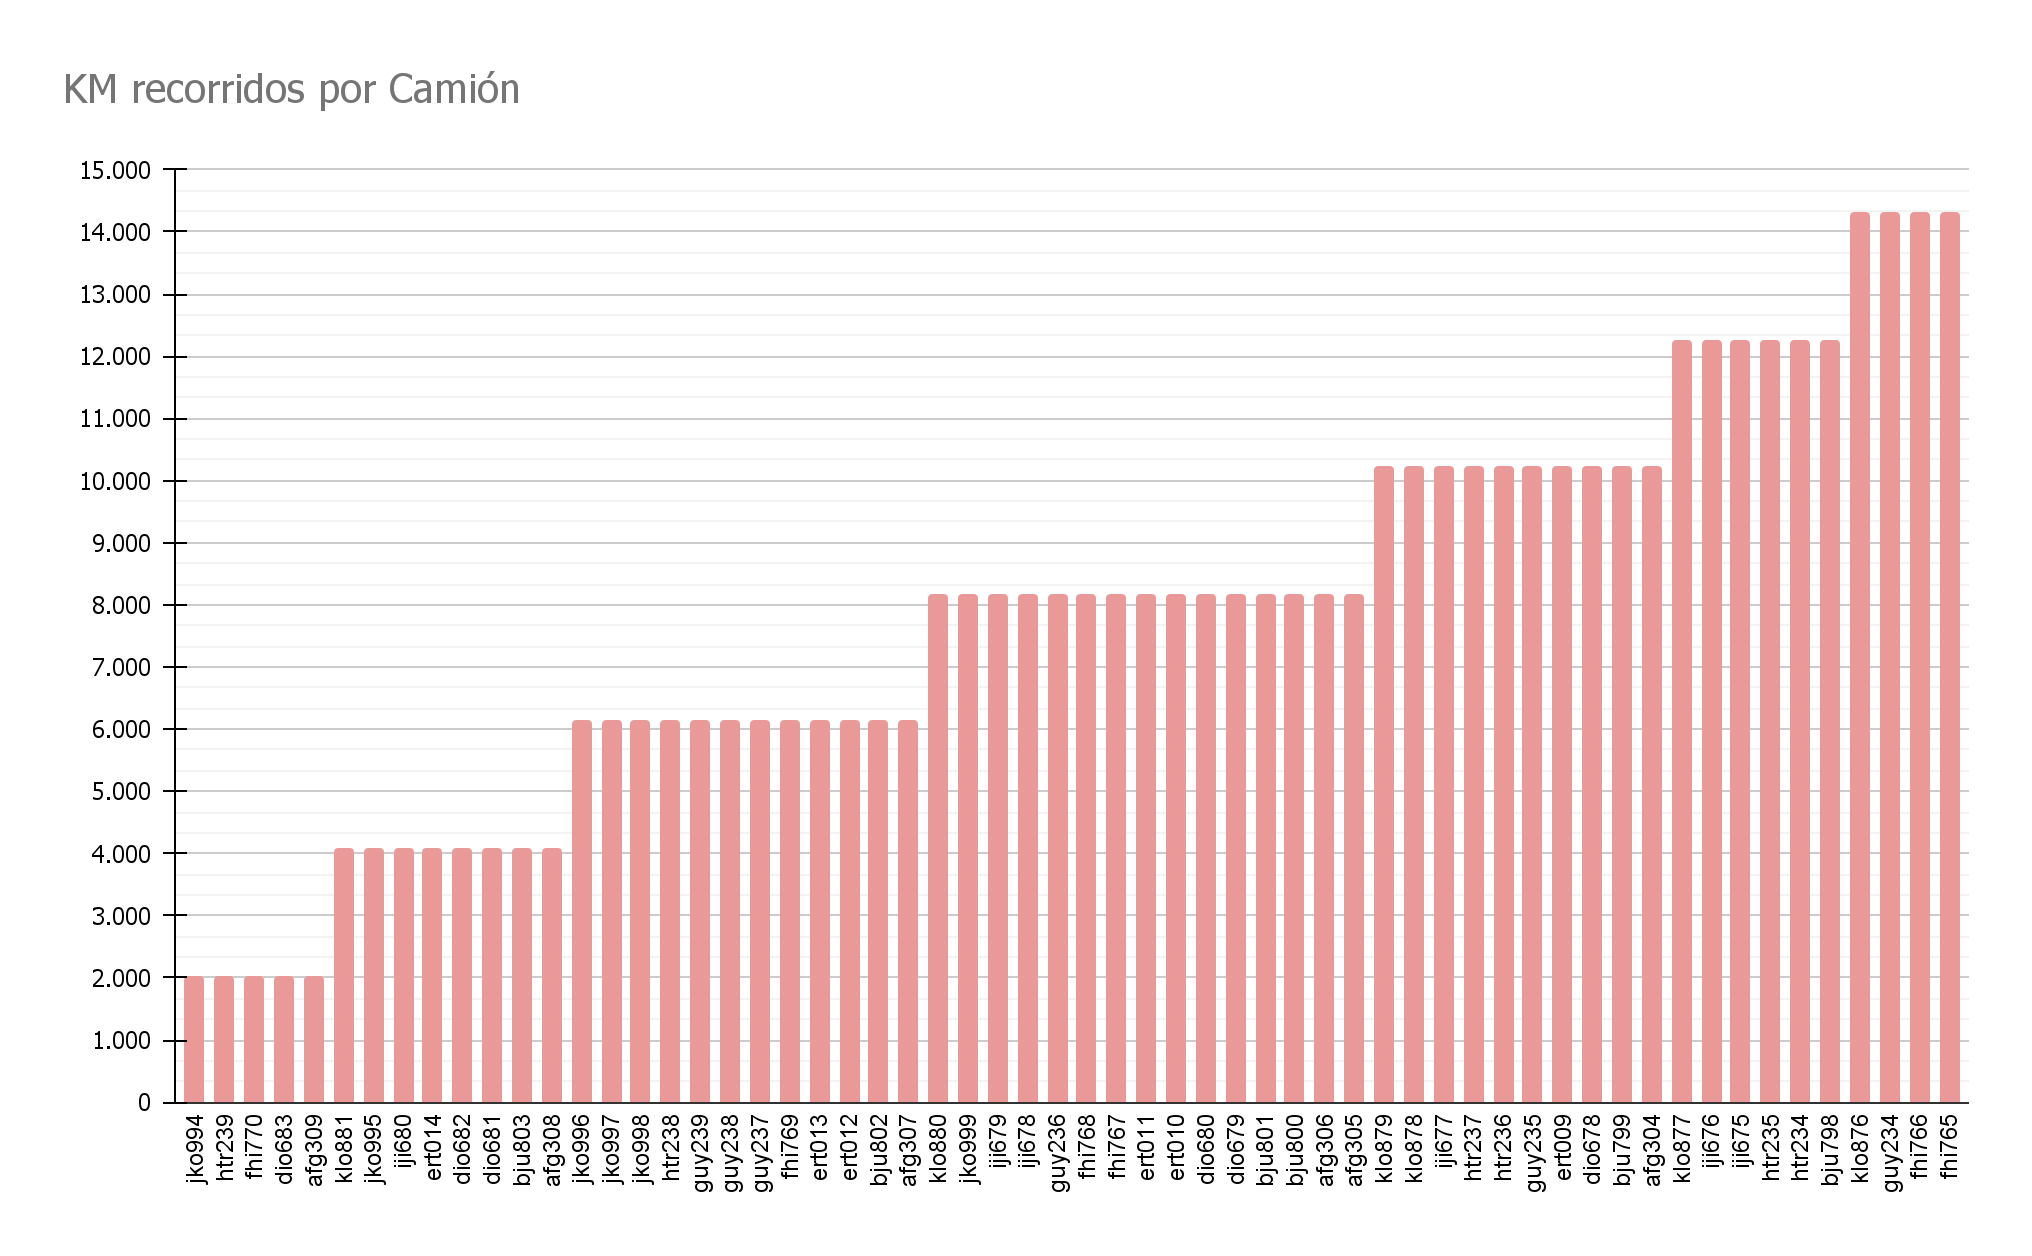 KM recorridos por Camión
15.000
14.000
13.000
12.000
11.000
10.000
9.000
8.000
7.000
6.000
5.000
4.000
3.000
2.000
1.000
0
jko994
htr239
fhi770
dio683
afg309
klo881
jko995
iji680
ert014
dio682
dio681
bju803
afg308
jko996
jko997
jko998
htr238
guy239
guy238
guy237
fhi769
ert013
ert012
bju802
afg307
klo880
jko999
iji679
iji678
guy236
fhi768
fhi767
ert011
ert010
dio680
dio679
bju801
bju800
afg306
afg305
klo879
klo878
iji677
htr237
htr236
guy235
ert009
dio678
bju799
afg304
klo877
iji676
iji675
htr235
htr234
bju798
klo876
guy234
fhi766
fhi765